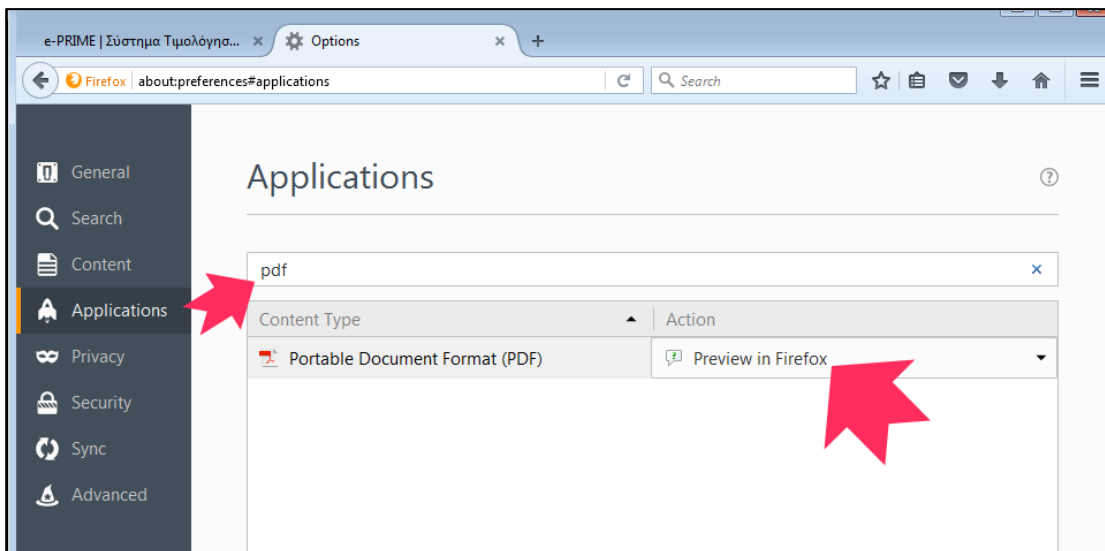 e-PRIME | Σύστημα Τιμολόγησ... Options
Firefox about:preferences#applications Search
General
Search
Content
Applications
Privacy
Security
Sync
Advanced
Applications
pdf
Content Type Action
Portable Document Format (PDF) Preview in Firefox